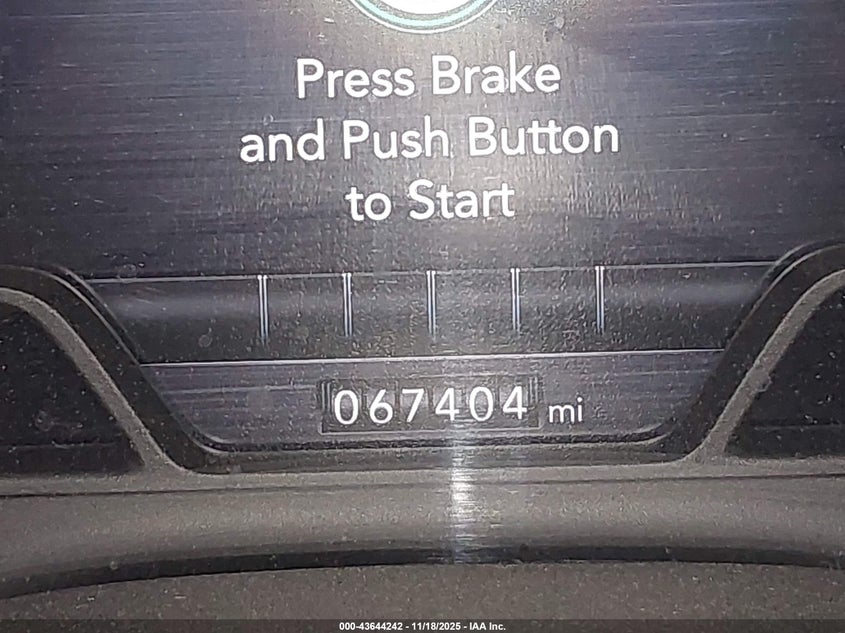 Press Brake
and Push Button
to Start
067404 mi
000-43644242 - 11/18/2025 - IAA Inc.